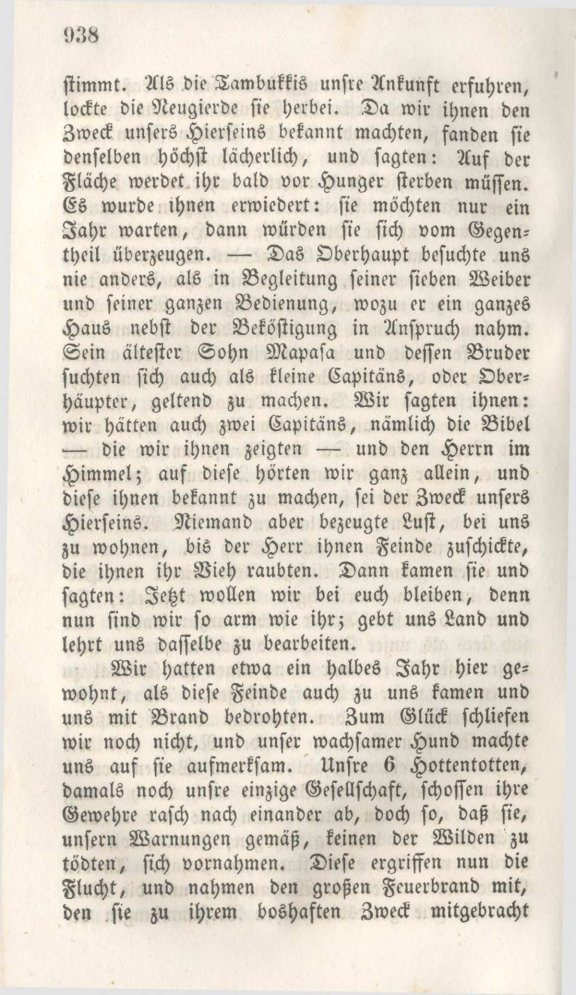 938
stimmt. Als die Tambukkis unsre Ankunft erfuhren,
lockte die Neugierde sie herbei. Da wir ihnen den
Zweck unsers Hierseins bekannt machten, fanden sie
denselben höchst lächerlich, und sagten: Auf der
Fläche werdet ihr bald vor Hunger sterben müssen.
Es wurde ihnen erwiedert: sie möchten nur ein
Jahr warten, dann würden sie sich vom Gegen-
theil überzeugen. — Das Oberhaupt besuchte uns
nie anders, als in Begleitung seiner sieben Weiber
und seiner ganzen Bedienung, wozu er ein ganzes
Haus nebst der Beköstigung in Anspruch nahm.
Sein ältester Sohn Mapasa und dessen Bruder
suchten sich auch als kleine Capitäns, oder Ober-
häupter, geltend zu machen. Wir sagten ihnen:
wir hätten auch zwei Capitäns, nämlich die Bibel
— die wir ihnen zeigten — und den Herrn im
Himmel; auf diese hörten wir ganz allein, und
diese ihnen bekannt zu machen, sei der Zweck unsers
Hierseins. Niemand aber bezeugte Lust, bei uns
zu wohnen, bis der Herr ihnen Feinde zuschickte,
die ihnen ihr Vieh raubten. Dann kamen sie und
sagten: Jetzt wollen wir bei euch bleiben, denn
nun sind wir so arm wie ihr; gebt uns Land und
lehrt uns dasselbe zu bearbeiten.
Wir hatten etwa ein halbes Jahr hier ge-
wohnt, als diese Feinde auch zu uns kamen und
uns mit Brand bedrohten. Zum Glück schliefen
wir noch nicht, und unser wachsamer Hund machte
uns auf sie aufmerksam. Unsre 6 Hottentotten,
damals noch unsre einzige Gesellschaft, schossen ihre
Gewehre rasch nach einander ab, doch so, daß sie,
unsern Warnungen gemäß, keinen der Wilden zu
tödten, sich vornahmen. Diese ergriffen nun die
Flucht, und nahmen den großen Feuerbrand mit,
den sie zu ihrem boshaften Zweck mitgebracht